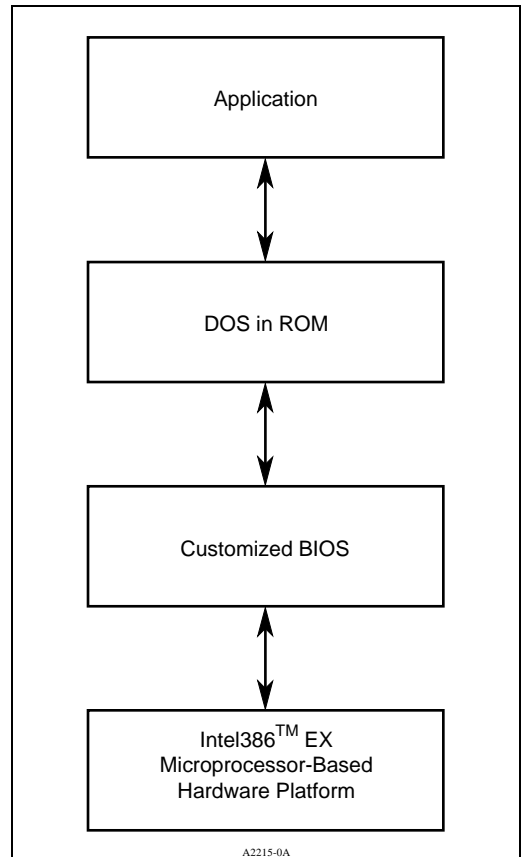 Application
DOS in ROM
Customized BIOS
Intel386™ EX
Microprocessor-Based
Hardware Platform
A2215-0A